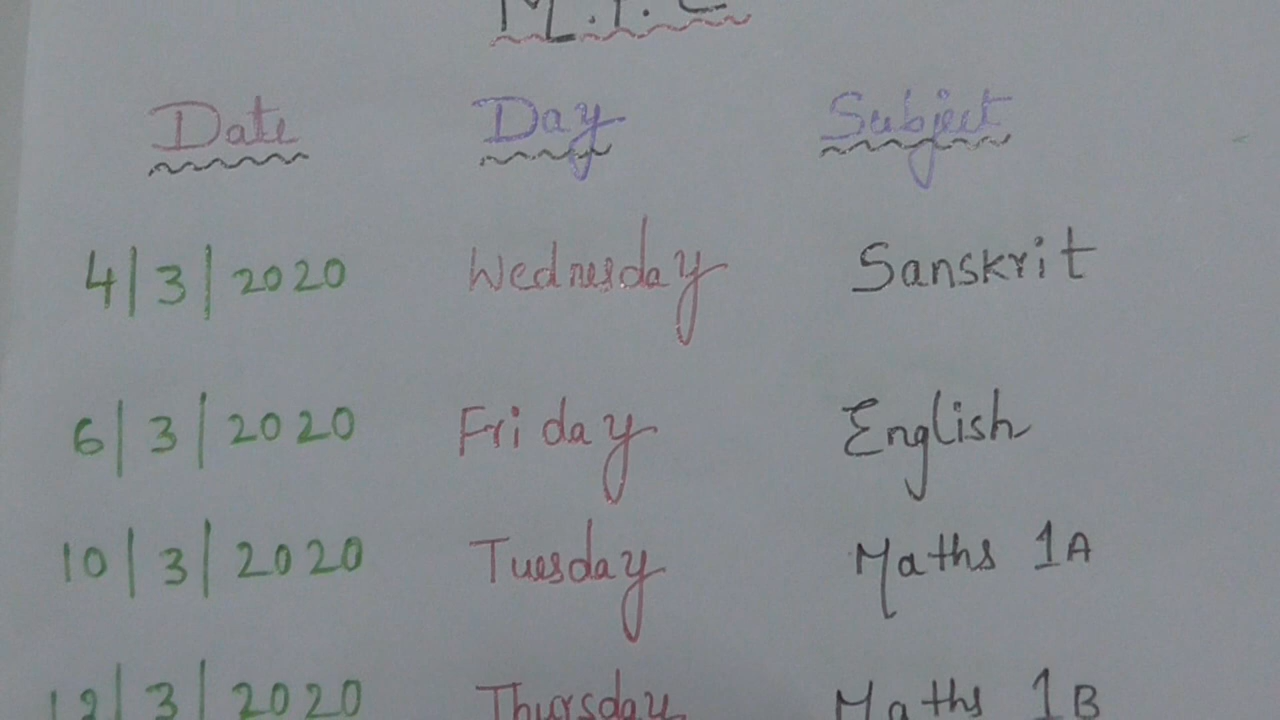 M.P.C
Date Day Subject
4/3/2020 Wednesday Sanskrit
6/3/2020 Friday English
10/3/2020 Tuesday Maths 1A
12/3/2020 Thursday Maths 1B